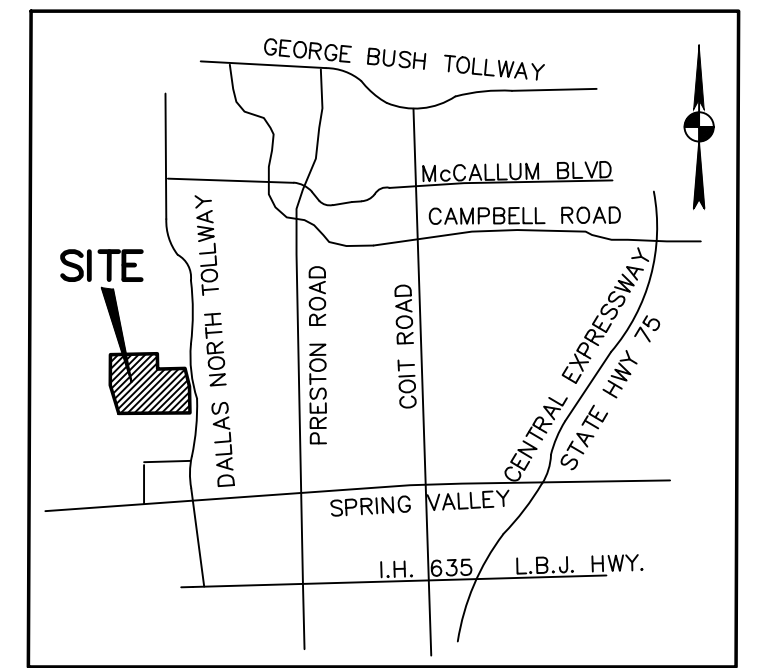 GEORGE BUSH TOLLWAY
McCALLUM BLVD
CAMPBELL ROAD
SITE
DALLAS NORTH TOLLWAY
PRESTON ROAD
COIT ROAD
CENTRAL EXPRESSWAY
STATE HWY 75
SPRING VALLEY
I.H. 635 L.B.J. HWY.